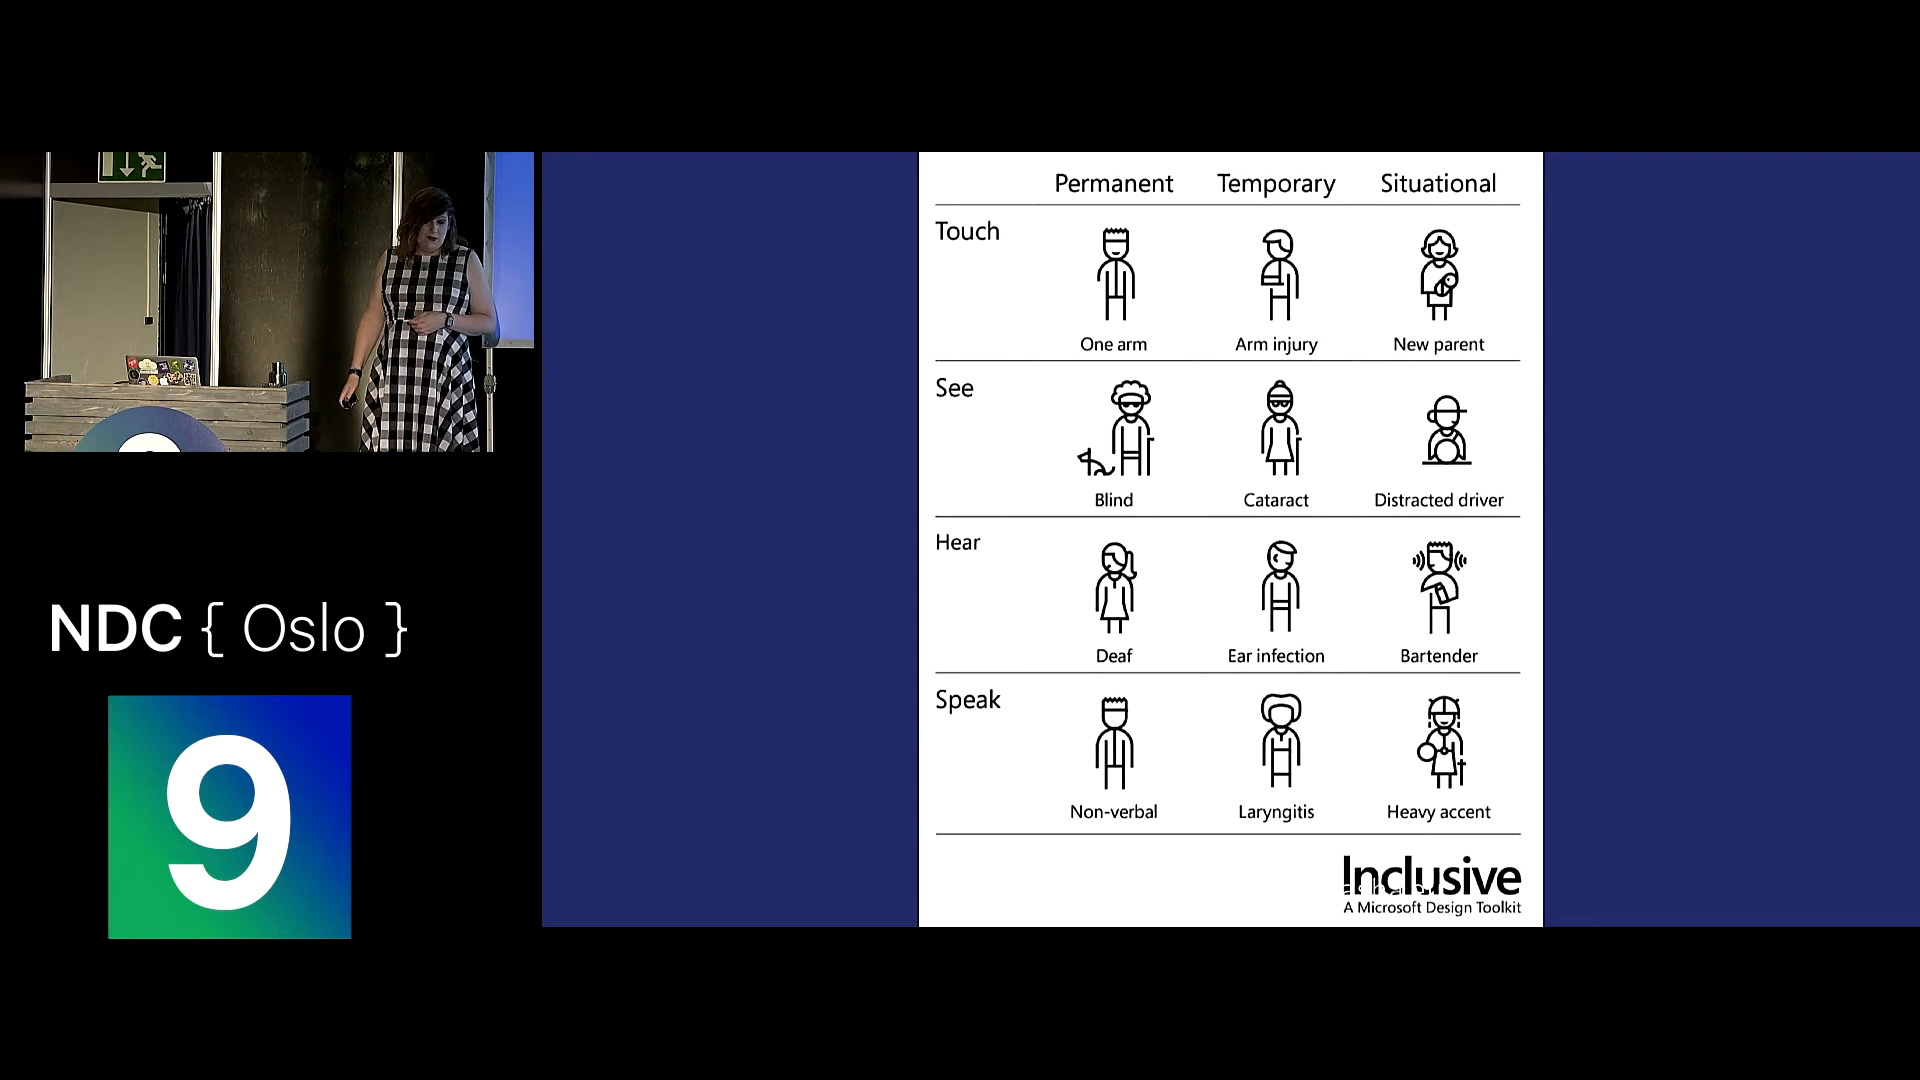 NDC { Oslo }
9
Permanent Temporary Situational
Touch
One arm Arm injury New parent
See
Blind Cataract Distracted driver
Hear
Deaf Ear infection Bartender
Speak
Non-verbal Laryngitis Heavy accent
Inclusive
A Microsoft Design Toolkit